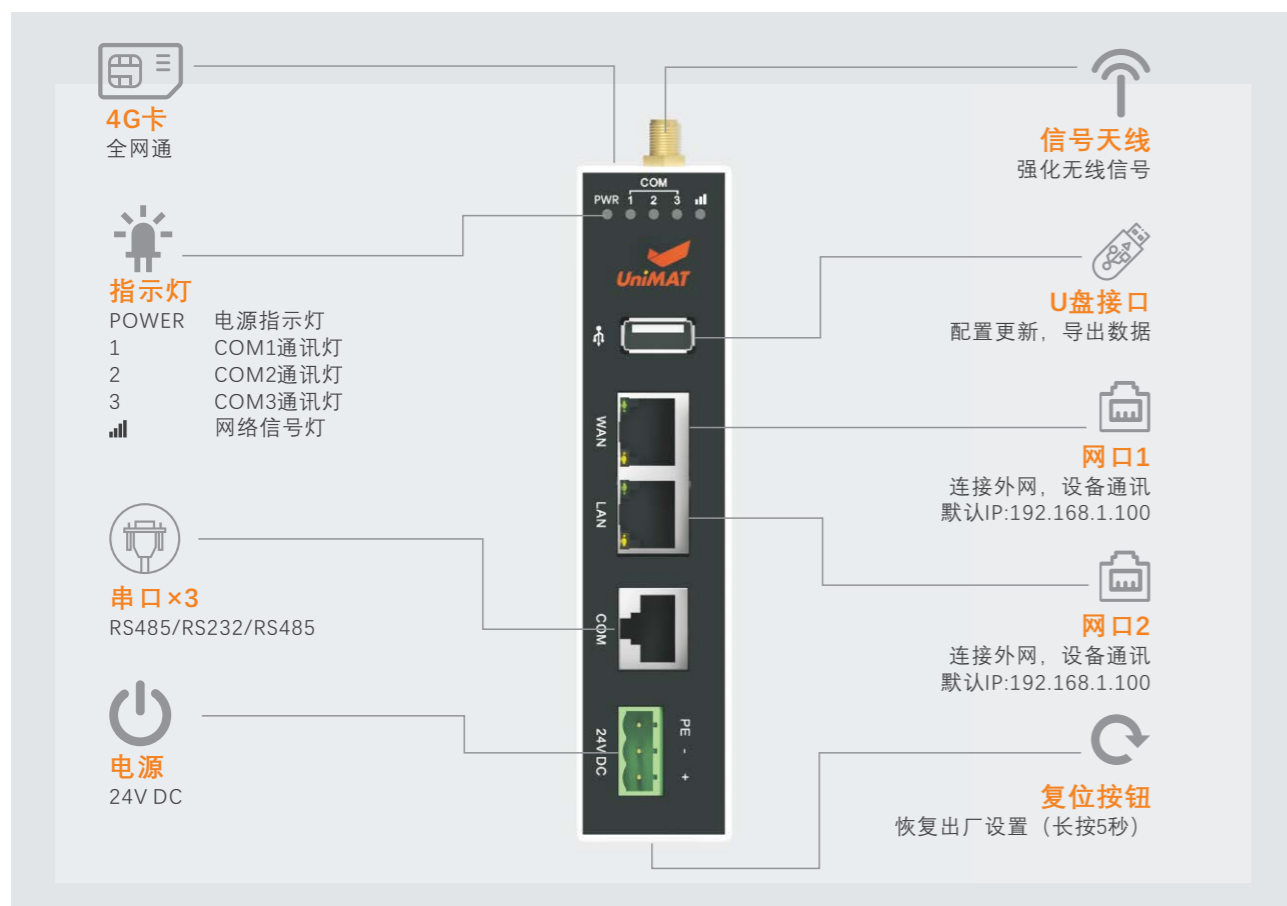 4G卡
全网通
指示灯
POWER 电源指示灯
1 COM1通讯灯
2 COM2通讯灯
3 COM3通讯灯
网络信号灯
串口×3
RS485/RS232/RS485
电源
24V DC
COM
PWR 1 2 3
UniMAT
WAN
LAN
COM
24V DC
PE - +
信号天线
强化无线信号
U盘接口
配置更新，导出数据
网口1
连接外网，设备通讯
默认IP:192.168.1.100
网口2
连接外网，设备通讯
默认IP:192.168.1.100
复位按钮
恢复出厂设置（长按5秒）